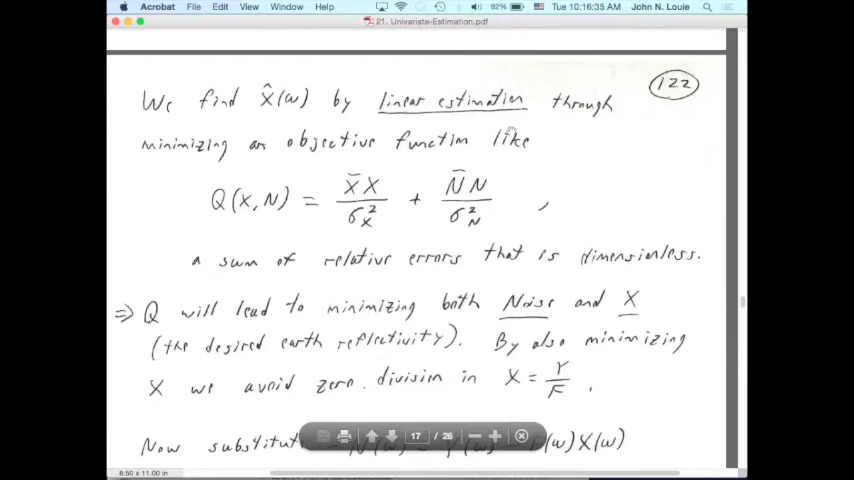 Acrobat File Edit View Window Help 92% Tue 10:16:35 AM John N. Louie
21. Univariate-Estimation.pdf
122
We find X̂(ω) by linear estimation through
minimizing an objective function like
Q(X,N) = X̄X/σ_X² + N̄N/σ_N² ,
a sum of relative errors that is dimensionless.
⇒ Q will lead to minimizing both Noise and X
(the desired earth reflectivity). By also minimizing
X we avoid zero division in X = Y/F .
Now (ω)X(ω)
17 / 26
8.50 x 11.00 in